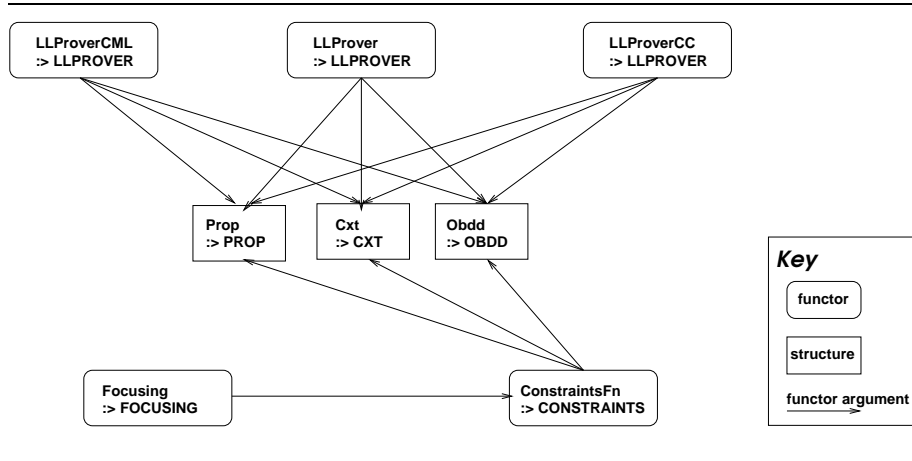 LLProverCML
:> LLPROVER
LLProver
:> LLPROVER
LLProverCC
:> LLPROVER
Prop
:> PROP
Cxt
:> CXT
Obdd
:> OBDD
Key
functor
structure
functor argument
Focusing
:> FOCUSING
ConstraintsFn
:> CONSTRAINTS